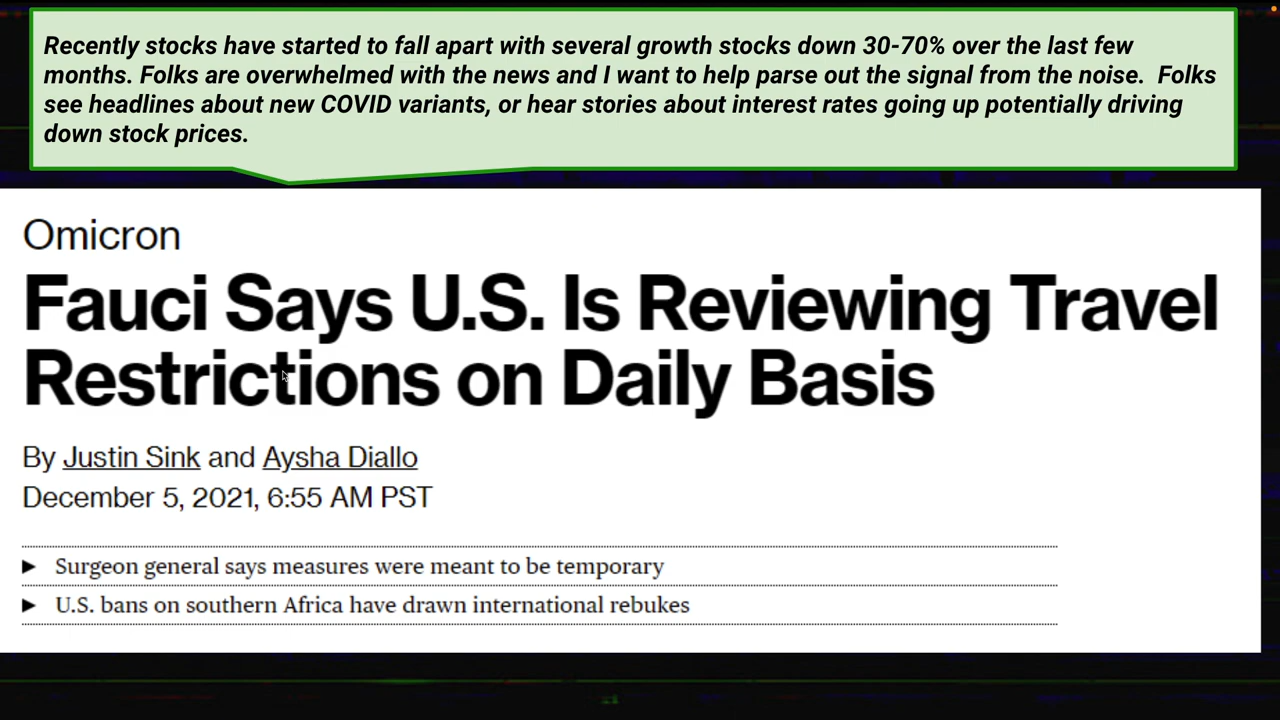 Recently stocks have started to fall apart with several growth stocks down 30-70% over the last few
months. Folks are overwhelmed with the news and I want to help parse out the signal from the noise.  Folks
see headlines about new COVID variants, or hear stories about interest rates going up potentially driving
down stock prices.
Omicron
Fauci Says U.S. Is Reviewing Travel
Restrictions on Daily Basis
By Justin Sink and Aysha Diallo
December 5, 2021, 6:55 AM PST
Surgeon general says measures were meant to be temporary
U.S. bans on southern Africa have drawn international rebukes